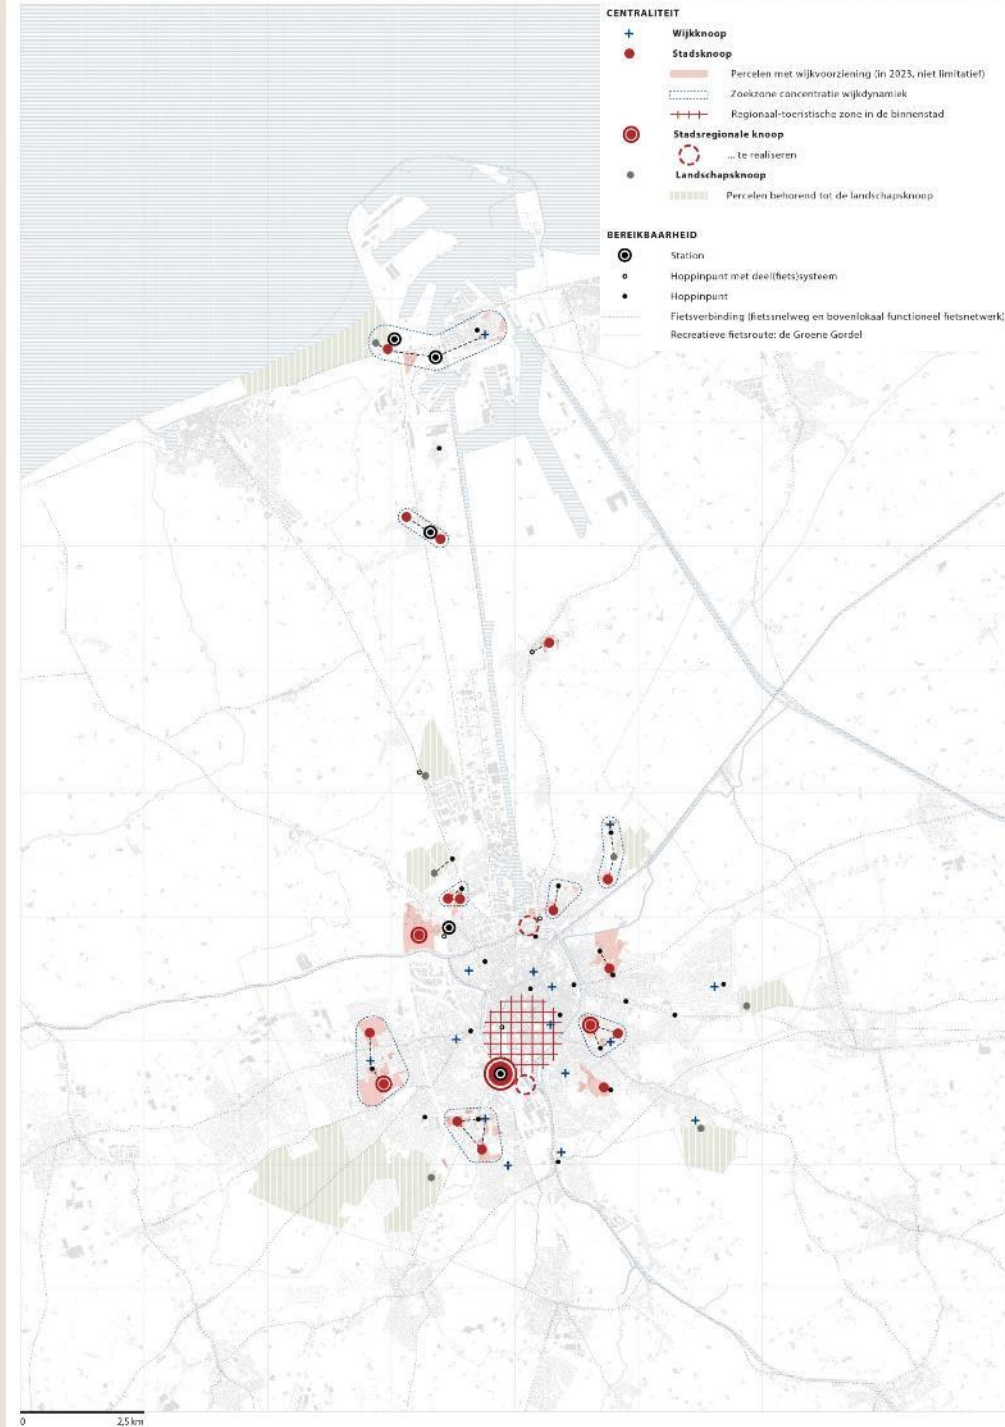 CENTRALITEIT
Wijkknoop
Stadsknoop
Percelen met wijkvoorziening (in 2023, niet limitatief)
Zoekzone concentratie wijkdynamiek
Regionaal-toeristische zone in de binnenstad
Stadsregionale knoop
... te realiseren
Landschapsknoop
Percelen behorend tot de landschapsknoop
BEREIKBAARHEID
Station
Hoppinpunt met deel(fiets)systeem
Hoppinpunt
Fietsverbinding (fietssnelweg en bovenlokaal functioneel fietsnetwerk)
Recreatieve fietsroute: de Groene Gordel
0 2,5 km